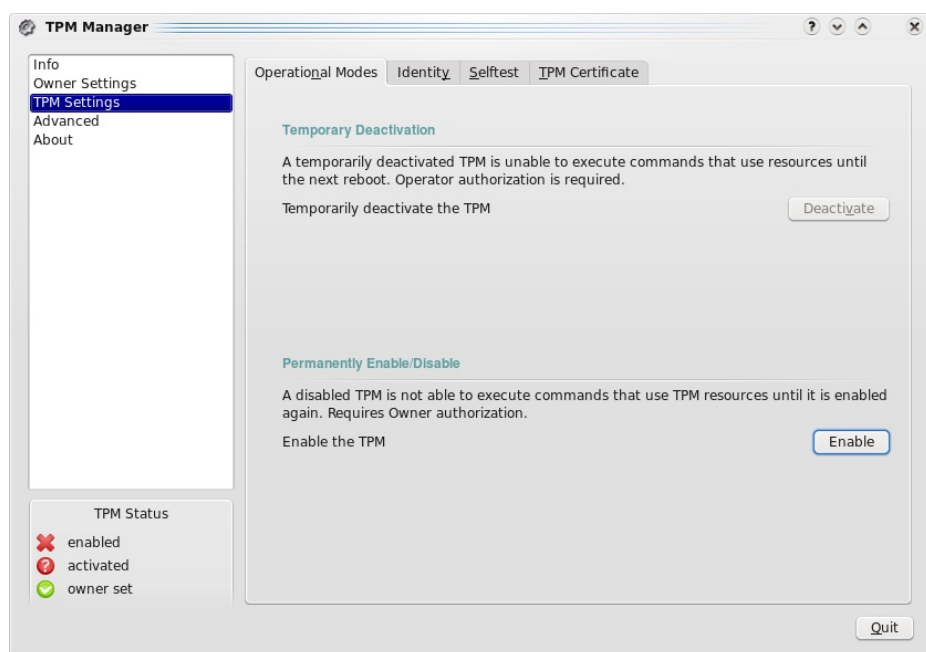 TPM Manager
Info
Owner Settings
TPM Settings
Advanced
About
Operational Modes
Identity
Selftest
TPM Certificate
Temporary Deactivation
A temporarily deactivated TPM is unable to execute commands that use resources until
the next reboot. Operator authorization is required.
Temporarily deactivate the TPM
Deactivate
Permanently Enable/Disable
A disabled TPM is not able to execute commands that use TPM resources until it is enabled
again. Requires Owner authorization.
Enable the TPM
Enable
TPM Status
enabled
activated
owner set
Quit